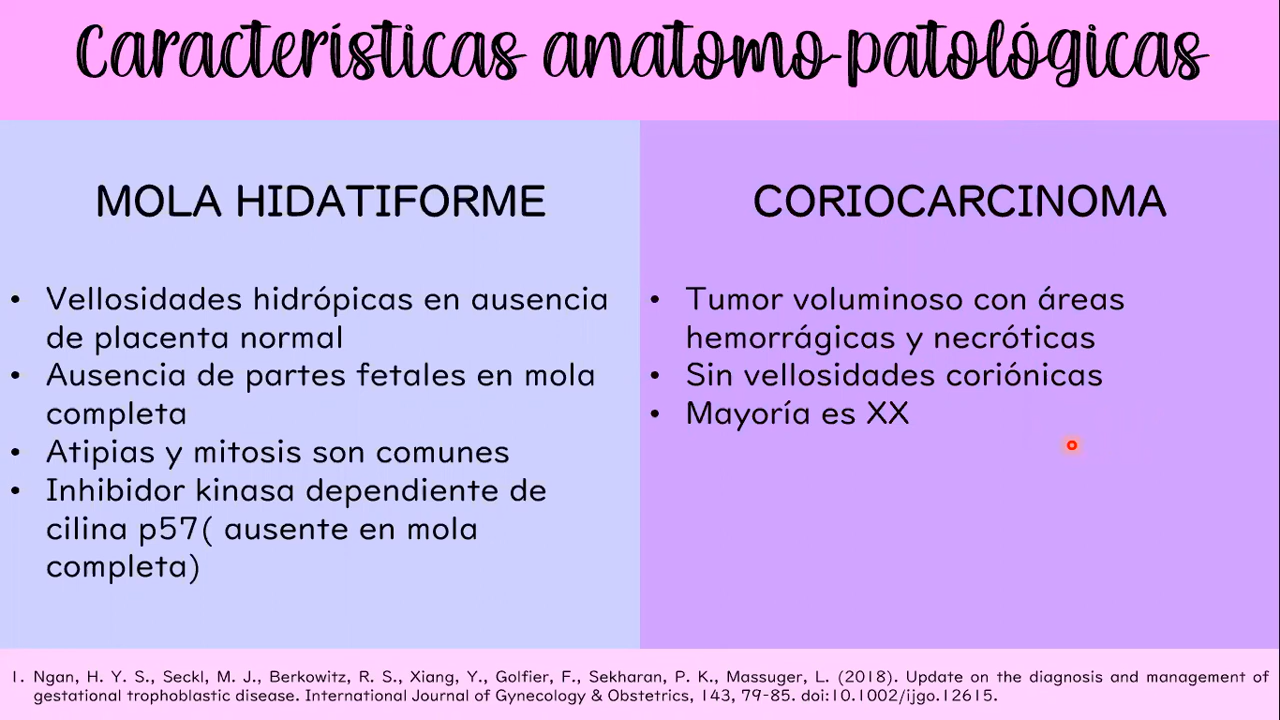 Características anatomo-patológicas
MOLA HIDATIFORME
• Vellosidades hidrópicas en ausencia
de placenta normal
• Ausencia de partes fetales en mola
completa
• Atipias y mitosis son comunes
• Inhibidor kinasa dependiente de
cilina p57( ausente en mola
completa)
CORIOCARCINOMA
• Tumor voluminoso con áreas
hemorrágicas y necróticas
• Sin vellosidades coriónicas
• Mayoría es XX
1. Ngan, H. Y. S., Seckl, M. J., Berkowitz, R. S., Xiang, Y., Golfier, F., Sekharan, P. K., Massuger, L. (2018). Update on the diagnosis and management of
gestational trophoblastic disease. International Journal of Gynecology & Obstetrics, 143, 79-85. doi:10.1002/ijgo.12615.